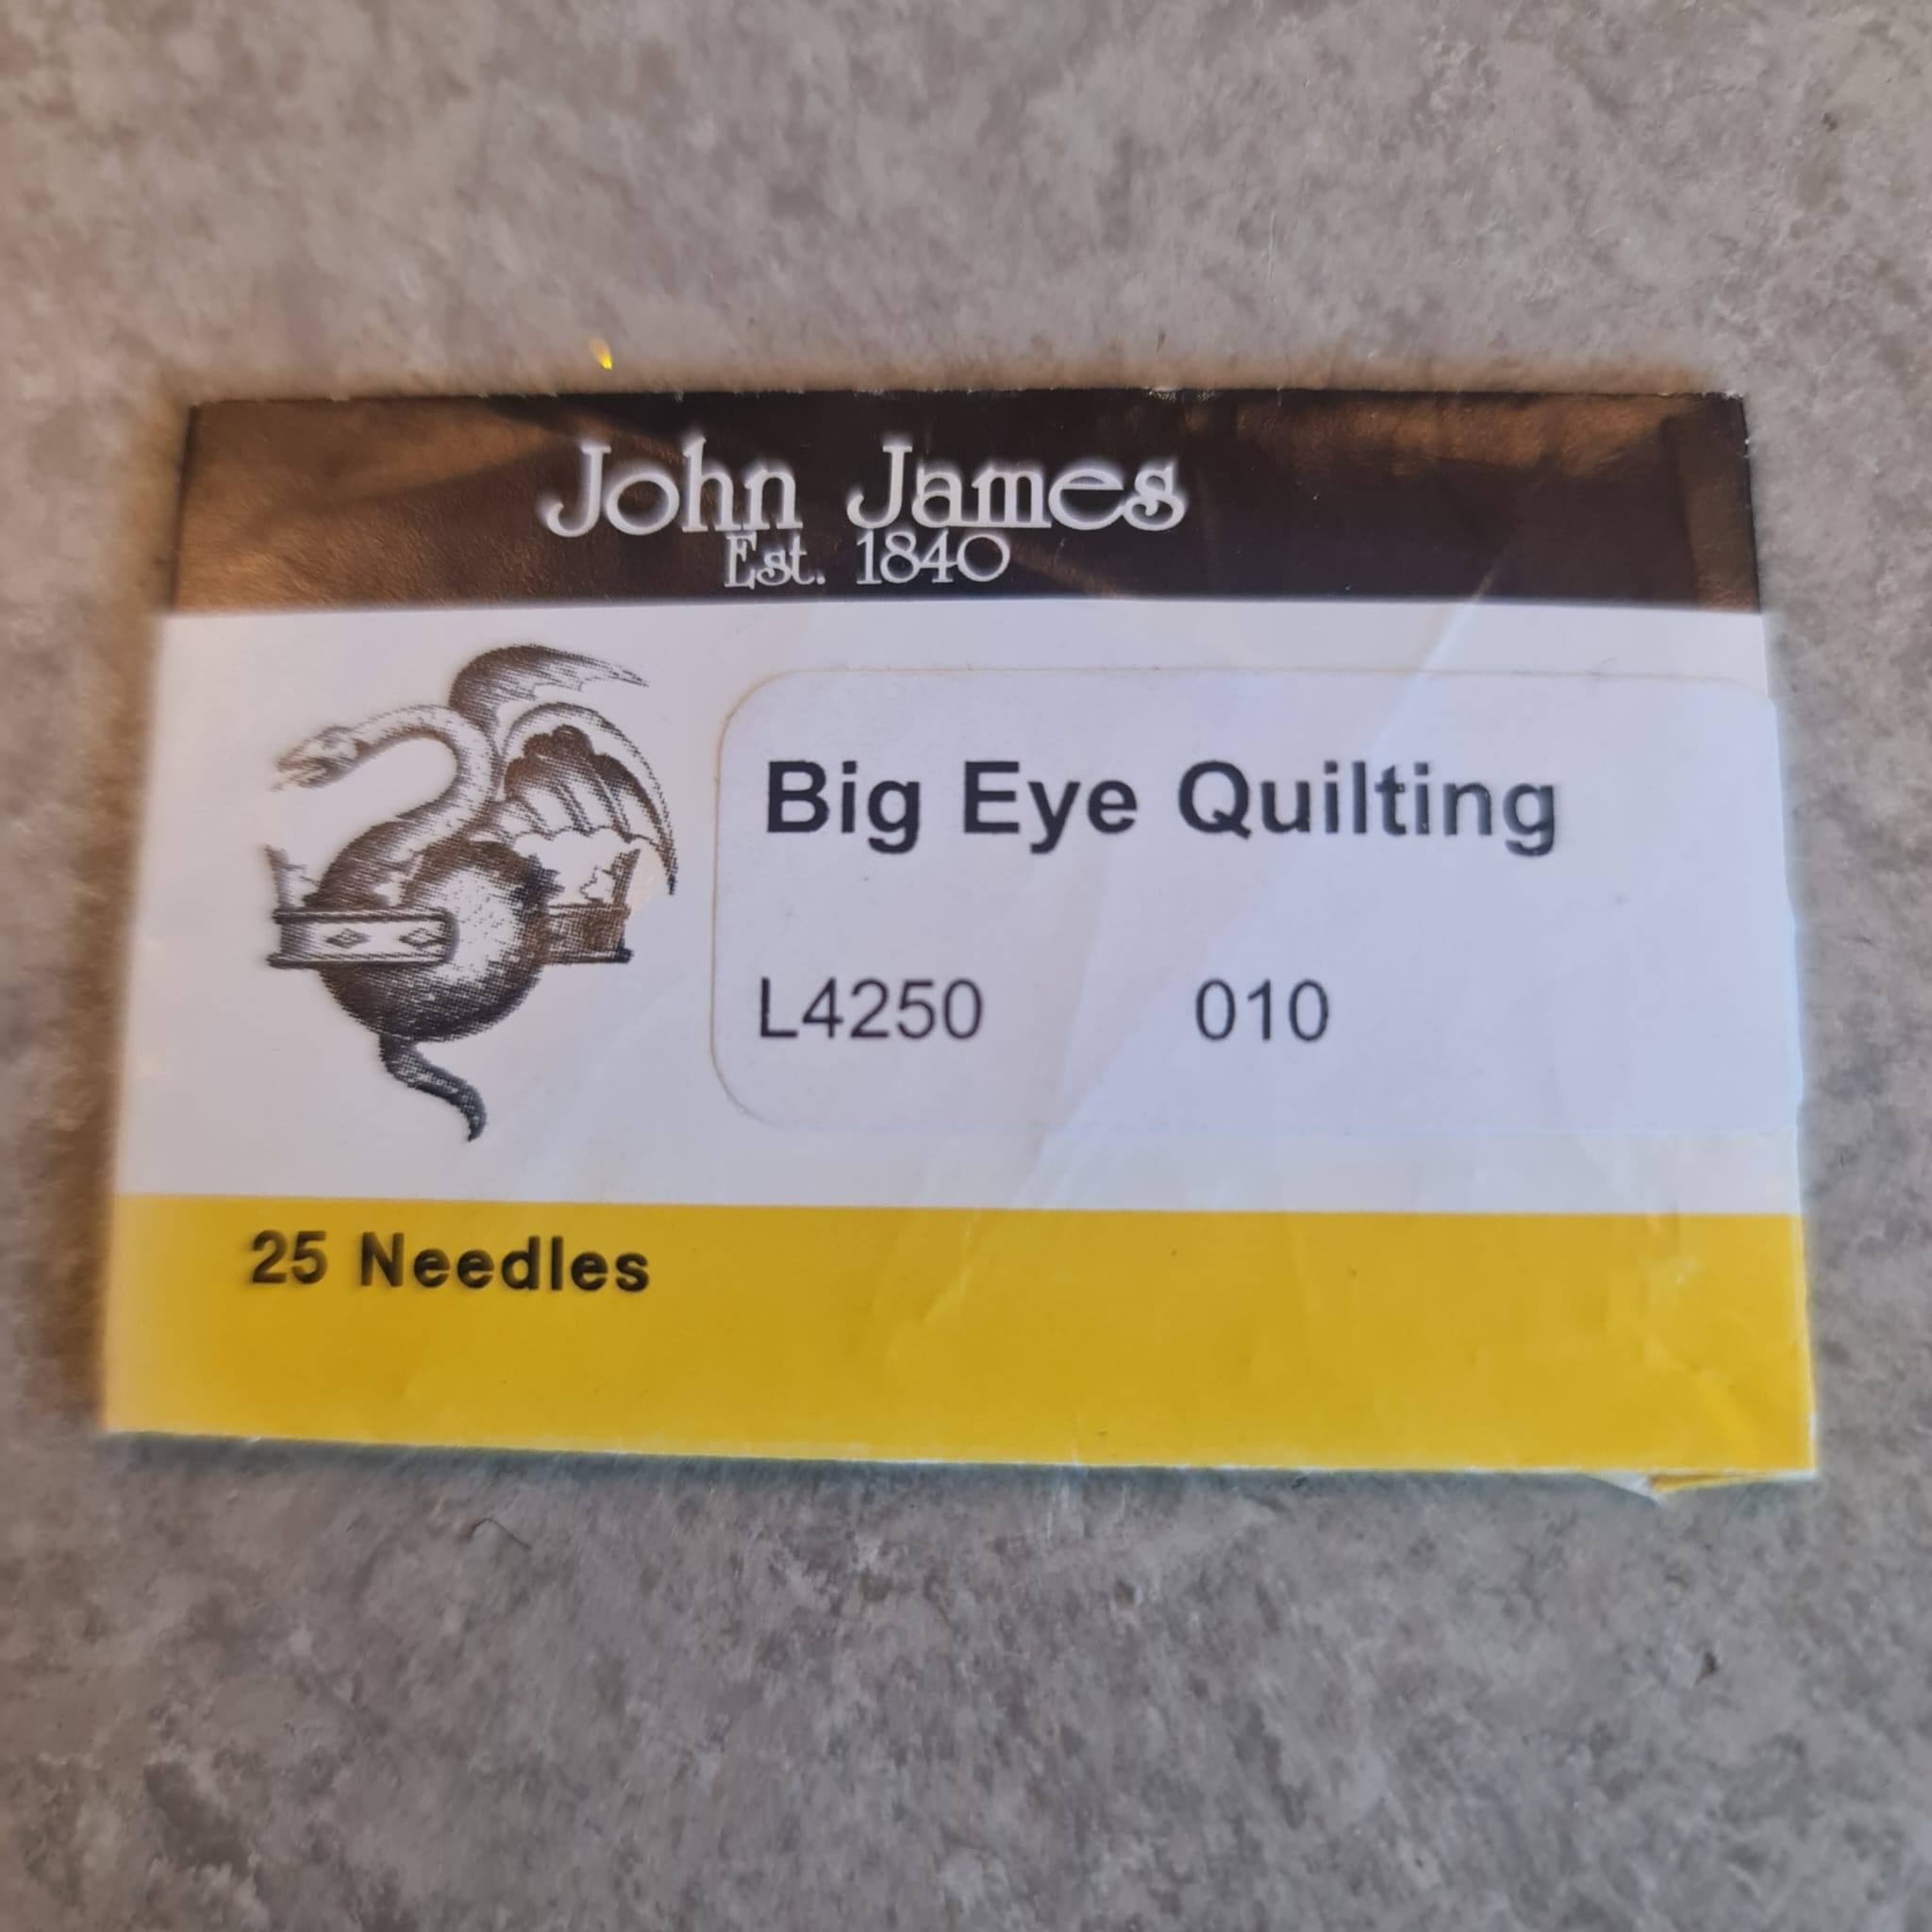 John James
Est. 1840
Big Eye Quilting
L4250 010
25 Needles